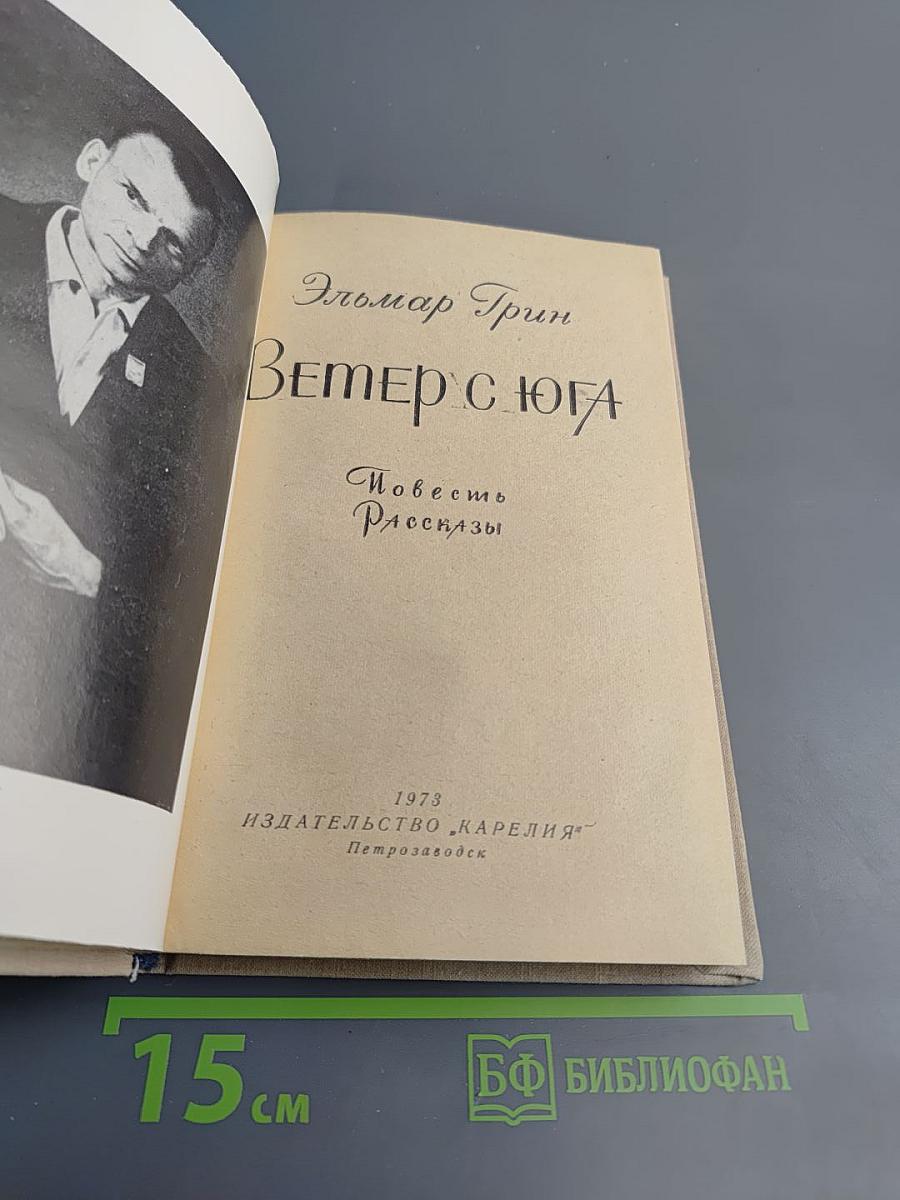 Эльмар Грин
Ветер с юга
Повесть
Рассказы
1973
ИЗДАТЕЛЬСТВО „КАРЕЛИЯ"
Петрозаводск
15 см
БФ БИБЛИОФАН